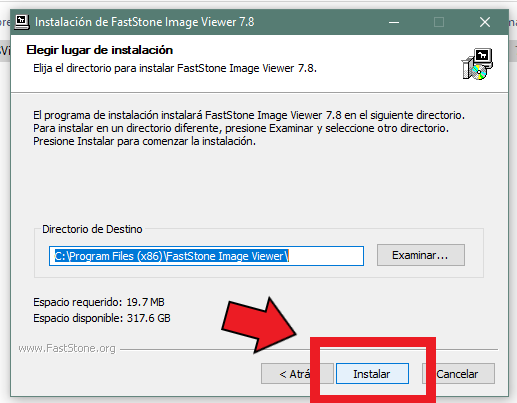 Instalación de FastStone Image Viewer 7.8
Elegir lugar de instalación
Elija el directorio para instalar FastStone Image Viewer 7.8.
El programa de instalación instalará FastStone Image Viewer 7.8 en el siguiente directorio.
Para instalar en un directorio diferente, presione Examinar y seleccione otro directorio.
Presione Instalar para comenzar la instalación.
Directorio de Destino
C:\Program Files (x86)\FastStone Image Viewer\
Examinar...
Espacio requerido: 19.7 MB
Espacio disponible: 317.6 GB
www.FastStone.org
< Atrá
Instalar
Cancelar